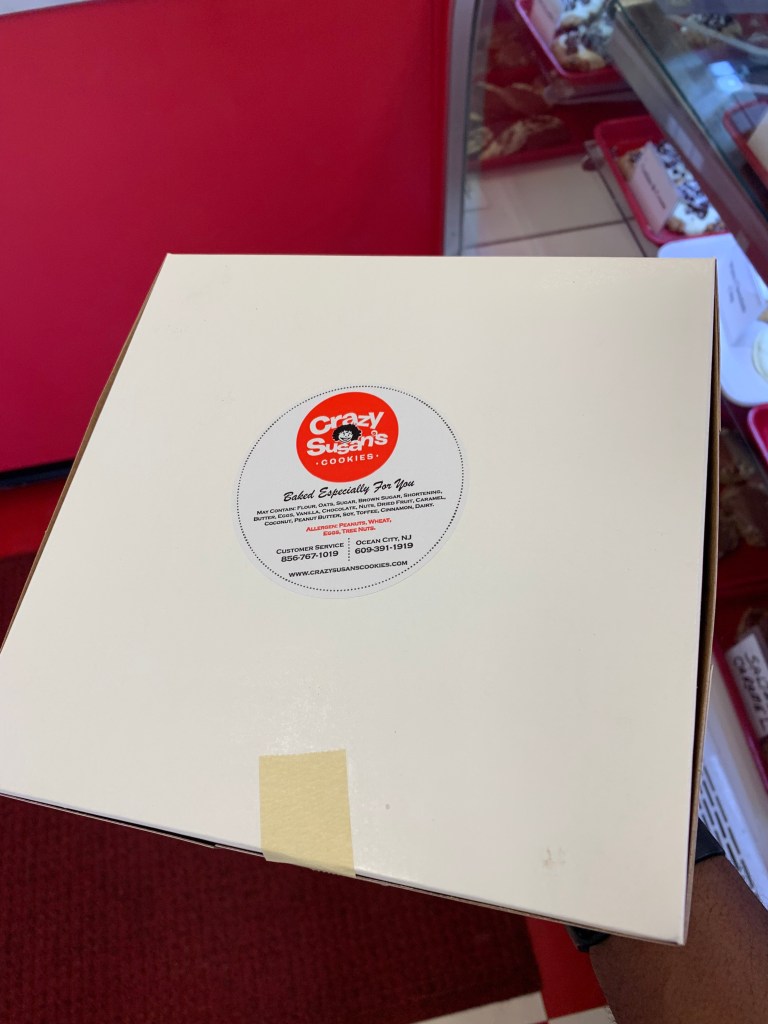 Crazy
Susan's
• COOKIES •
Baked Especially For You
May Contain: Flour, Oats, Sugar, Brown Sugar, Shortening,
Butter, Eggs, Vanilla, Chocolate, Nuts, Dried Fruit, Caramel,
Coconut, Peanut Butter, Soy, Toffee, Cinnamon, Dairy.
Allergen: Peanuts, Wheat,
Eggs, Tree Nuts.
Customer Service
856-767-1019
Ocean City, NJ
609-391-1919
www.crazysusanscookies.com
CARAMEL